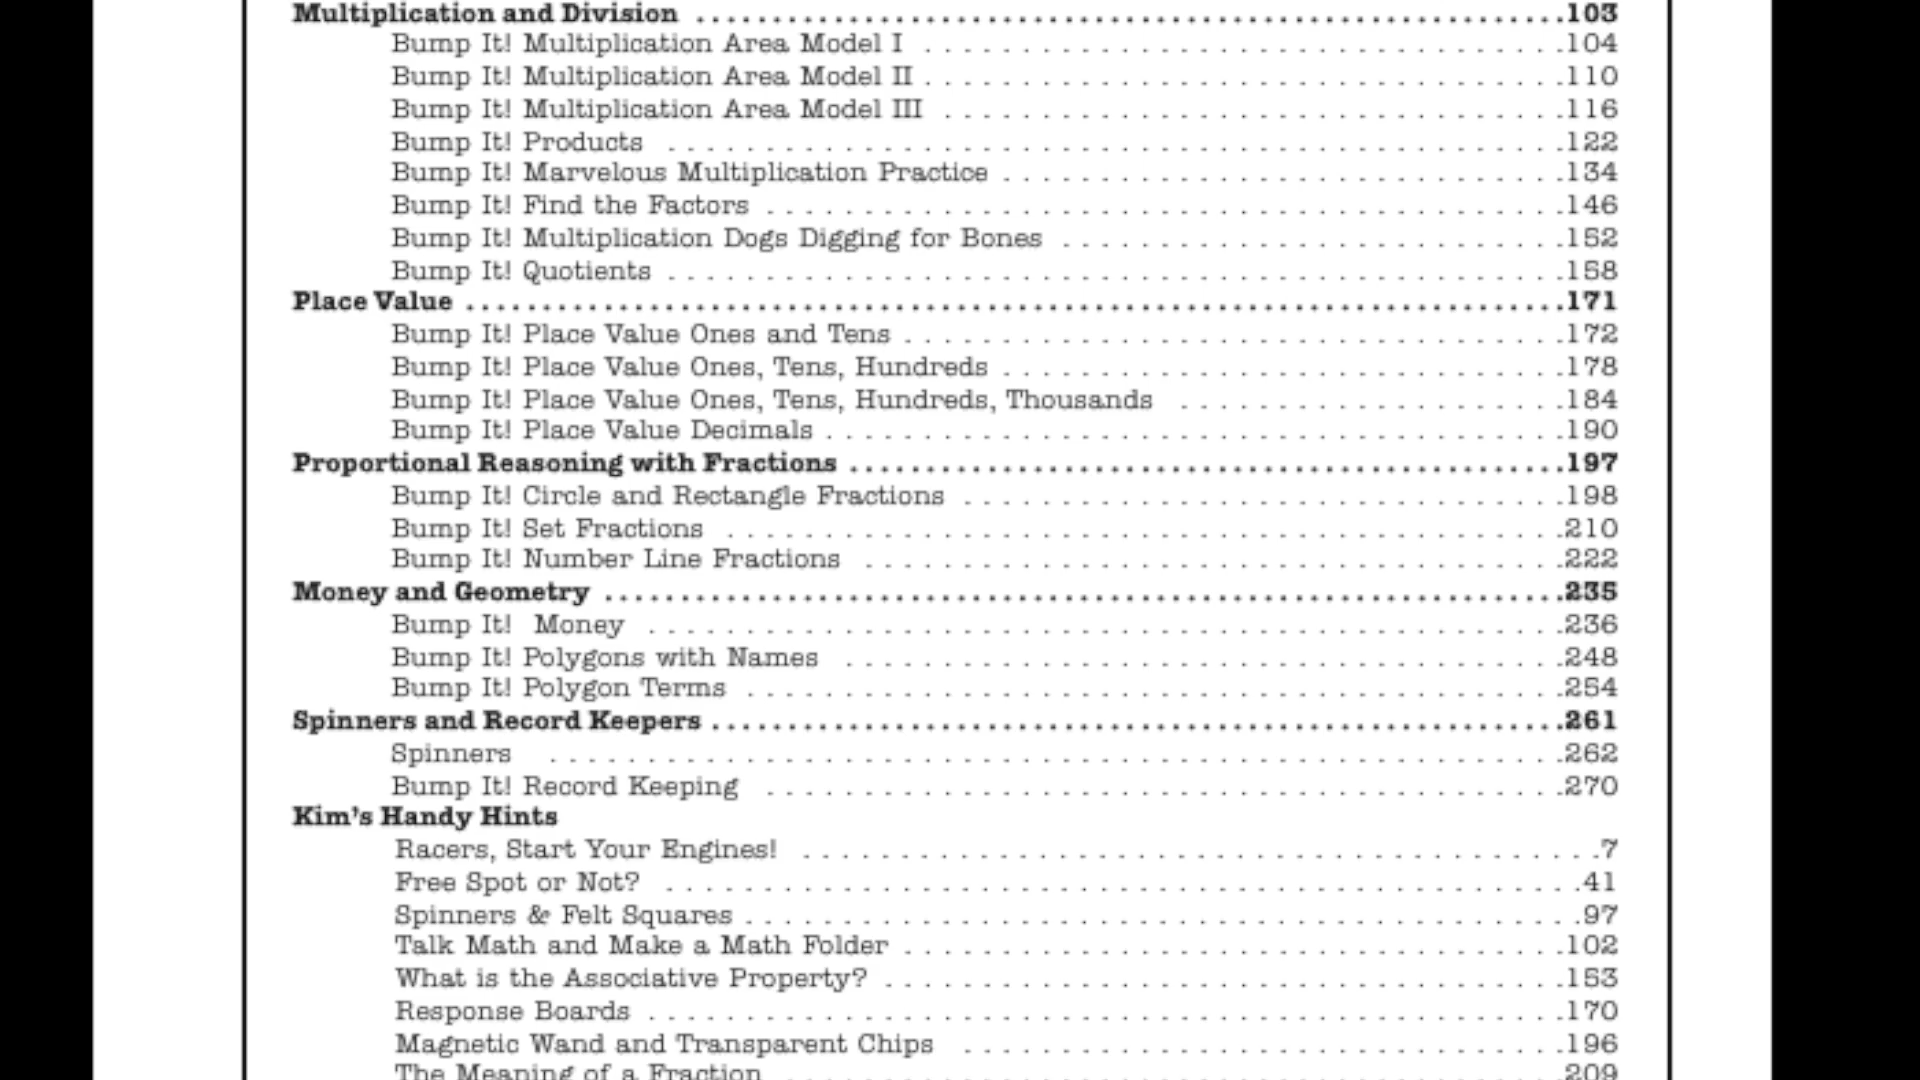 Multiplication and Division ..........103
Bump It! Multiplication Area Model I ..........104
Bump It! Multiplication Area Model II ..........110
Bump It! Multiplication Area Model III ..........116
Bump It! Products ..........122
Bump It! Marvelous Multiplication Practice ..........134
Bump It! Find the Factors ..........146
Bump It! Multiplication Dogs Digging for Bones ..........152
Bump It! Quotients ..........158
Place Value ..........171
Bump It! Place Value Ones and Tens ..........172
Bump It! Place Value Ones, Tens, Hundreds ..........178
Bump It! Place Value Ones, Tens, Hundreds, Thousands ..........184
Bump It! Place Value Decimals ..........190
Proportional Reasoning with Fractions ..........197
Bump It! Circle and Rectangle Fractions ..........198
Bump It! Set Fractions ..........210
Bump It! Number Line Fractions ..........222
Money and Geometry ..........235
Bump It! Money ..........236
Bump It! Polygons with Names ..........248
Bump It! Polygon Terms ..........254
Spinners and Record Keepers ..........261
Spinners ..........262
Bump It! Record Keeping ..........270
Kim's Handy Hints
Racers, Start Your Engines! ..........7
Free Spot or Not? ..........41
Spinners & Felt Squares ..........97
Talk Math and Make a Math Folder ..........102
What is the Associative Property? ..........153
Response Boards ..........170
Magnetic Wand and Transparent Chips ..........196
The Meaning of a Fraction ..........209